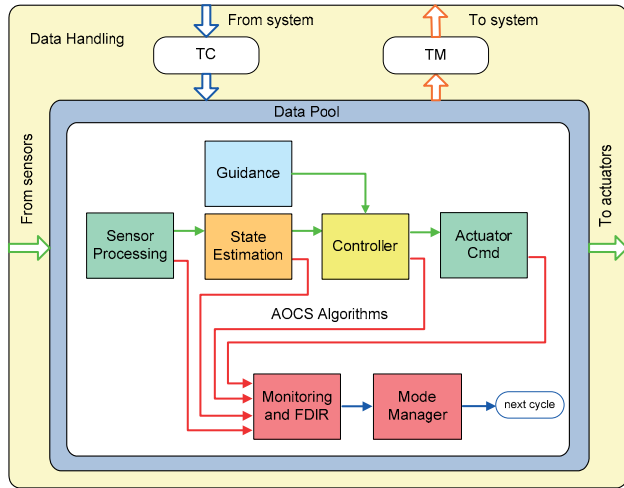 From system
To system
Data Handling
TC
TM
Data Pool
From sensors
To actuators
Guidance
Sensor
Processing
State
Estimation
Controller
Actuator
Cmd
AOCS Algorithms
Monitoring
and FDIR
Mode
Manager
next cycle